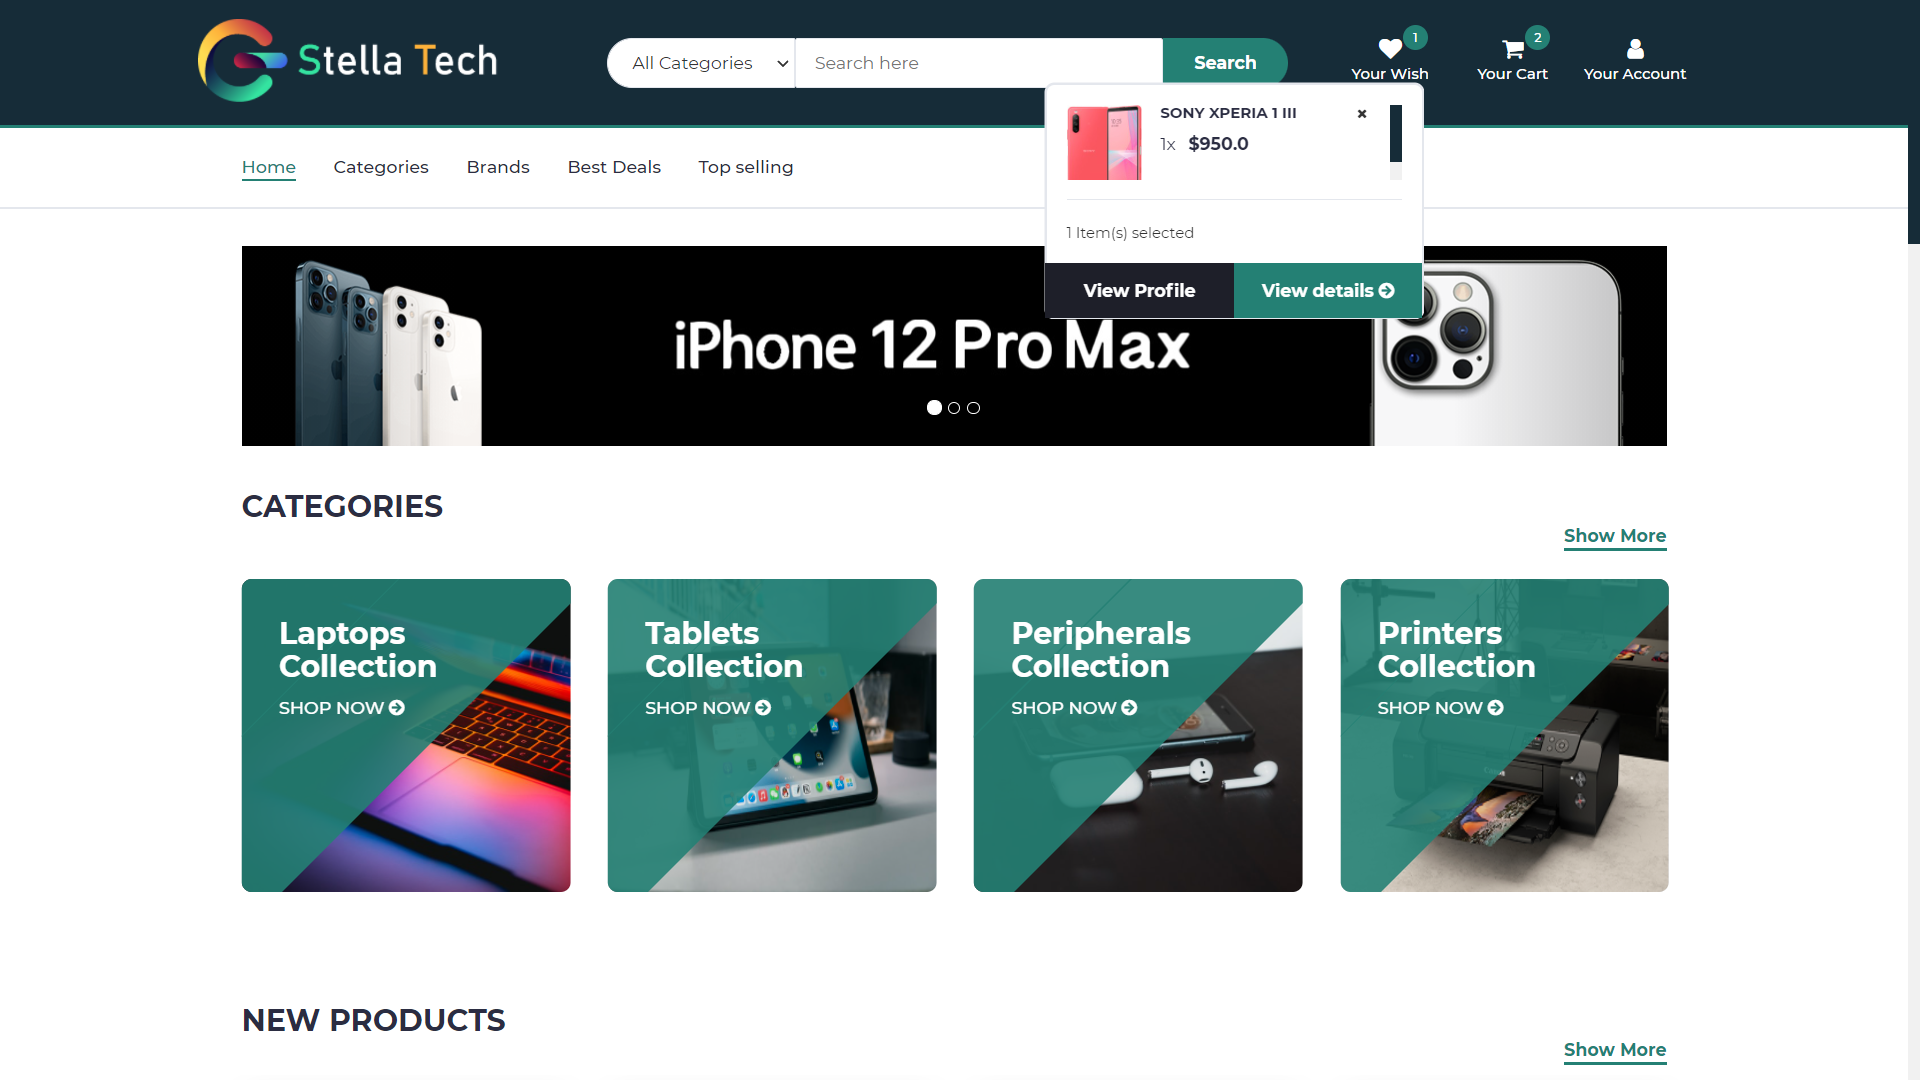 Stella Tech
All Categories
Search here
Search
1
Your Wish
2
Your Cart
Your Account
SONY XPERIA 1 III
1x $950.0
1 Item(s) selected
View Profile
View details
Home
Categories
Brands
Best Deals
Top selling
iPhone 12 Pro Max
CATEGORIES
Show More
Laptops
Collection
SHOP NOW
Tablets
Collection
SHOP NOW
Peripherals
Collection
SHOP NOW
Printers
Collection
SHOP NOW
NEW PRODUCTS
Show More